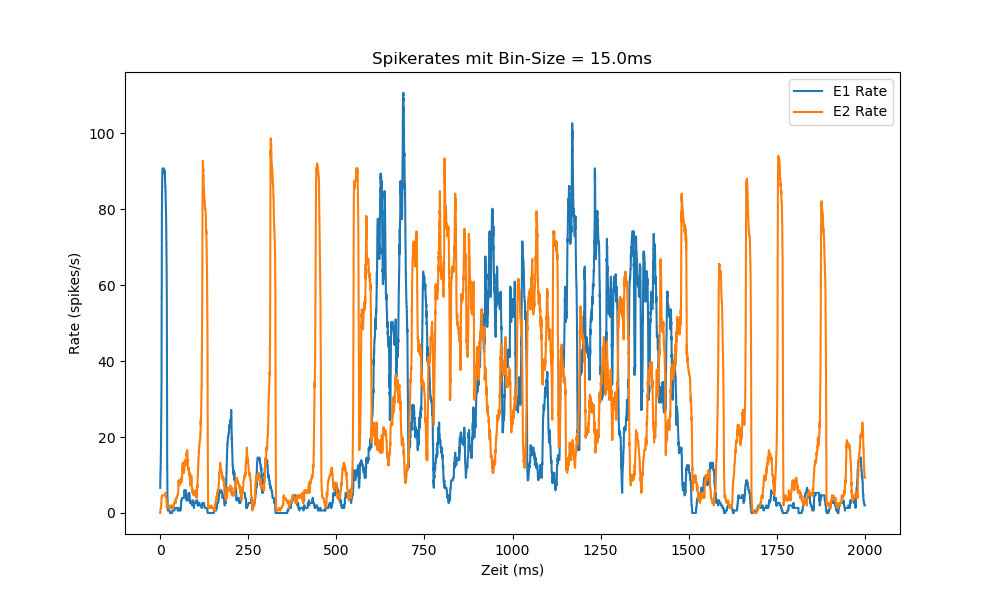 Spikerates mit Bin-Size = 15.0ms
E1 Rate
E2 Rate
Rate (spikes/s)
100
80
60
40
20
0
0 250 500 750 1000 1250 1500 1750 2000
Zeit (ms)